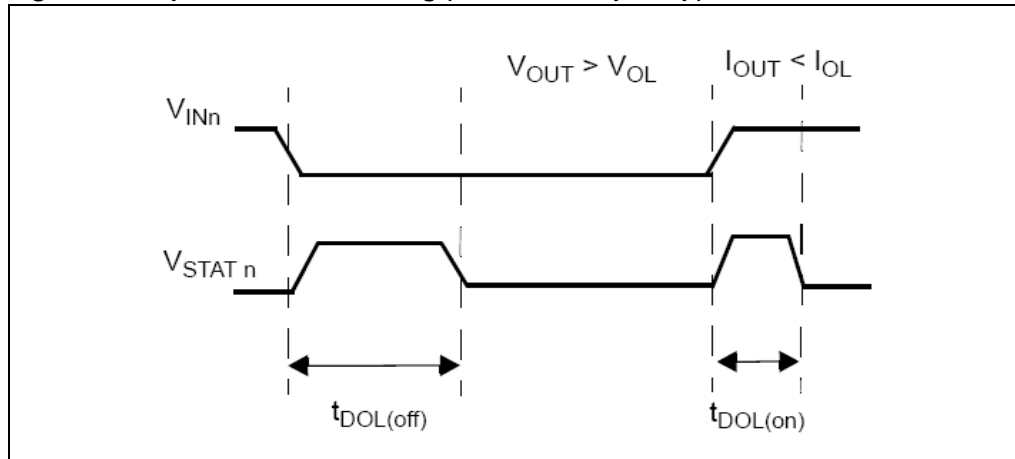 V_OUT > V_OL
I_OUT < I_OL
V_INn
V_STAT n
t_DOL(off)
t_DOL(on)